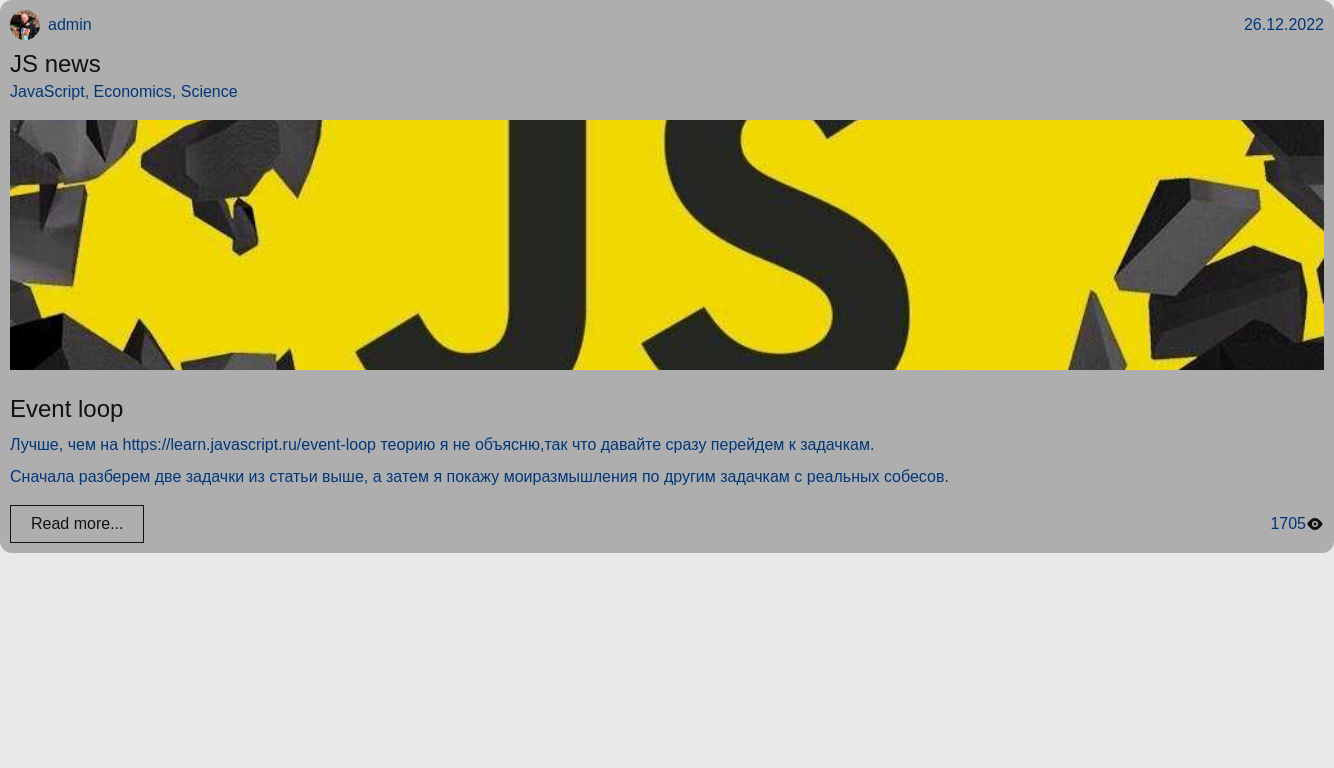 admin
26.12.2022
JS news
JavaScript, Economics, Science
JS
Event loop
Лучше, чем на https://learn.javascript.ru/event-loop теорию я не объясню,так что давайте сразу перейдем к задачкам.
Сначала разберем две задачки из статьи выше, а затем я покажу моиразмышления по другим задачкам с реальных собесов.
Read more...
1705